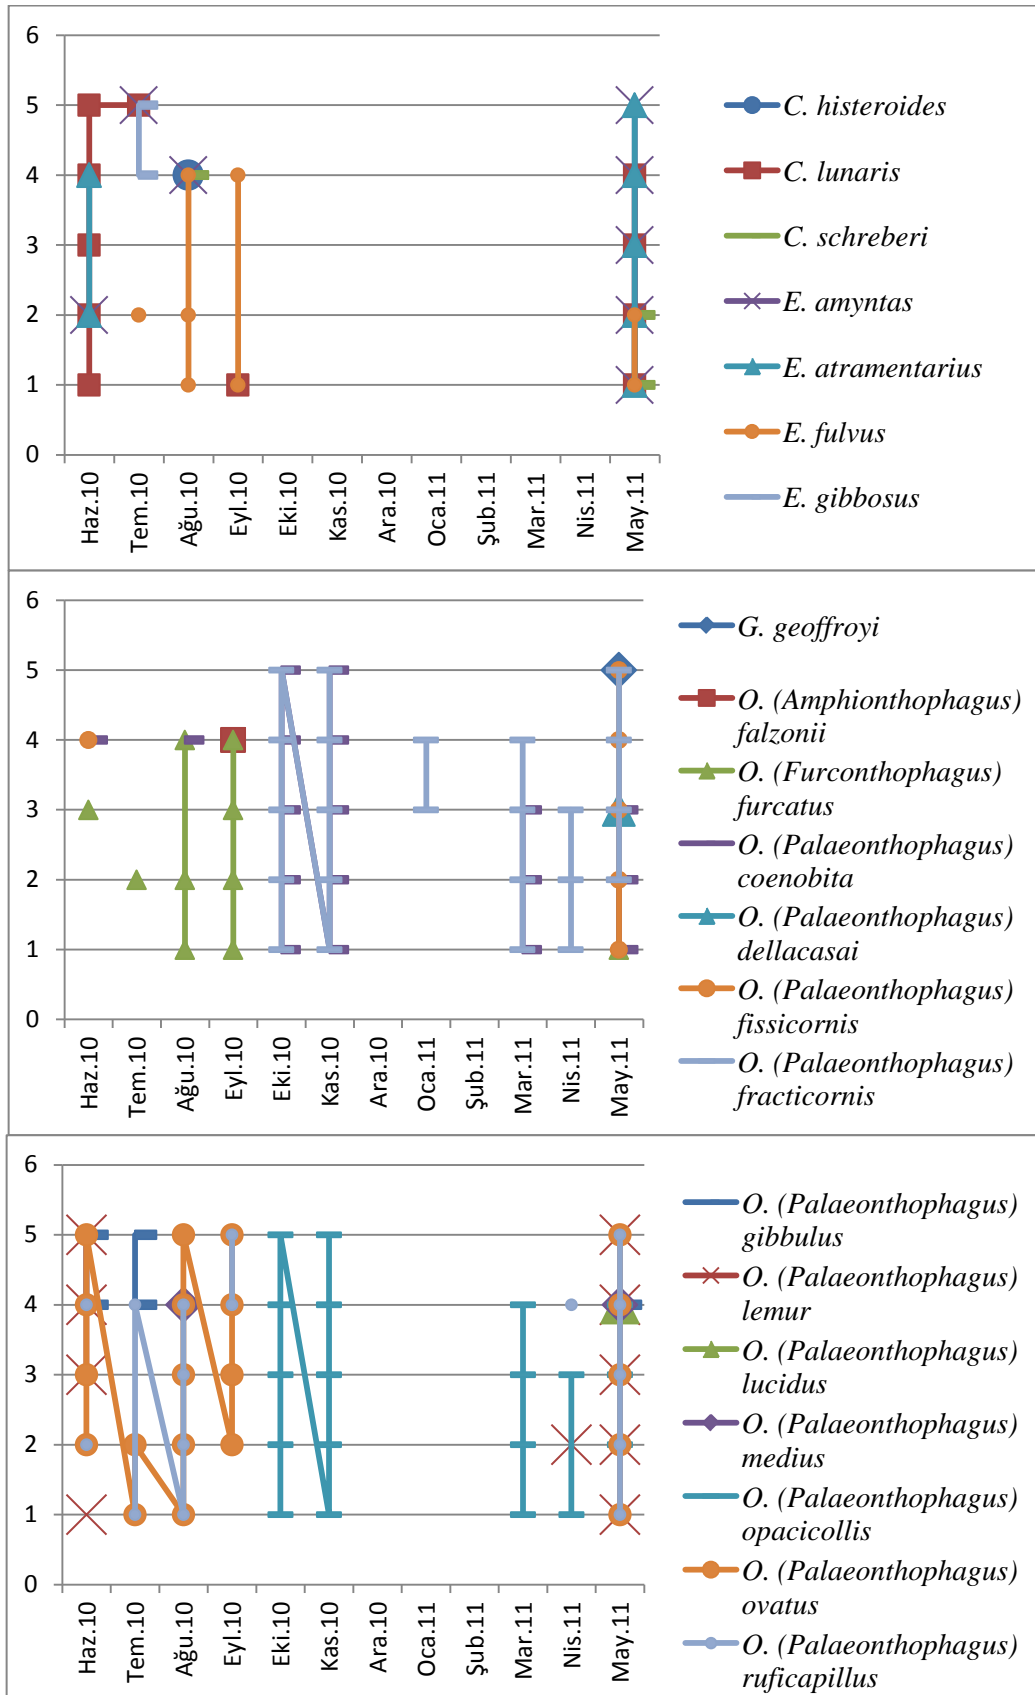 6
5
4
3
2
1
0
Haz.10
Tem.10
Ağu.10
Eyl.10
Eki.10
Kas.10
Ara.10
Oca.11
Şub.11
Mar.11
Nis.11
May.11
C. histeroides
C. lunaris
C. schreberi
E. amyntas
E. atramentarius
E. fulvus
E. gibbosus
6
5
4
3
2
1
0
Haz.10
Tem.10
Ağu.10
Eyl.10
Eki.10
Kas.10
Ara.10
Oca.11
Şub.11
Mar.11
Nis.11
May.11
G. geoffroyi
O. (Amphionthophagus)
falzonii
O. (Furconthophagus)
furcatus
O. (Palaeonthophagus)
coenobita
O. (Palaeonthophagus)
dellacasai
O. (Palaeonthophagus)
fissicornis
O. (Palaeonthophagus)
fracticornis
6
5
4
3
2
1
0
Haz.10
Tem.10
Ağu.10
Eyl.10
Eki.10
Kas.10
Ara.10
Oca.11
Şub.11
Mar.11
Nis.11
May.11
O. (Palaeonthophagus)
gibbulus
O. (Palaeonthophagus)
lemur
O. (Palaeonthophagus)
lucidus
O. (Palaeonthophagus)
medius
O. (Palaeonthophagus)
opacicollis
O. (Palaeonthophagus)
ovatus
O. (Palaeonthophagus)
ruficapillus